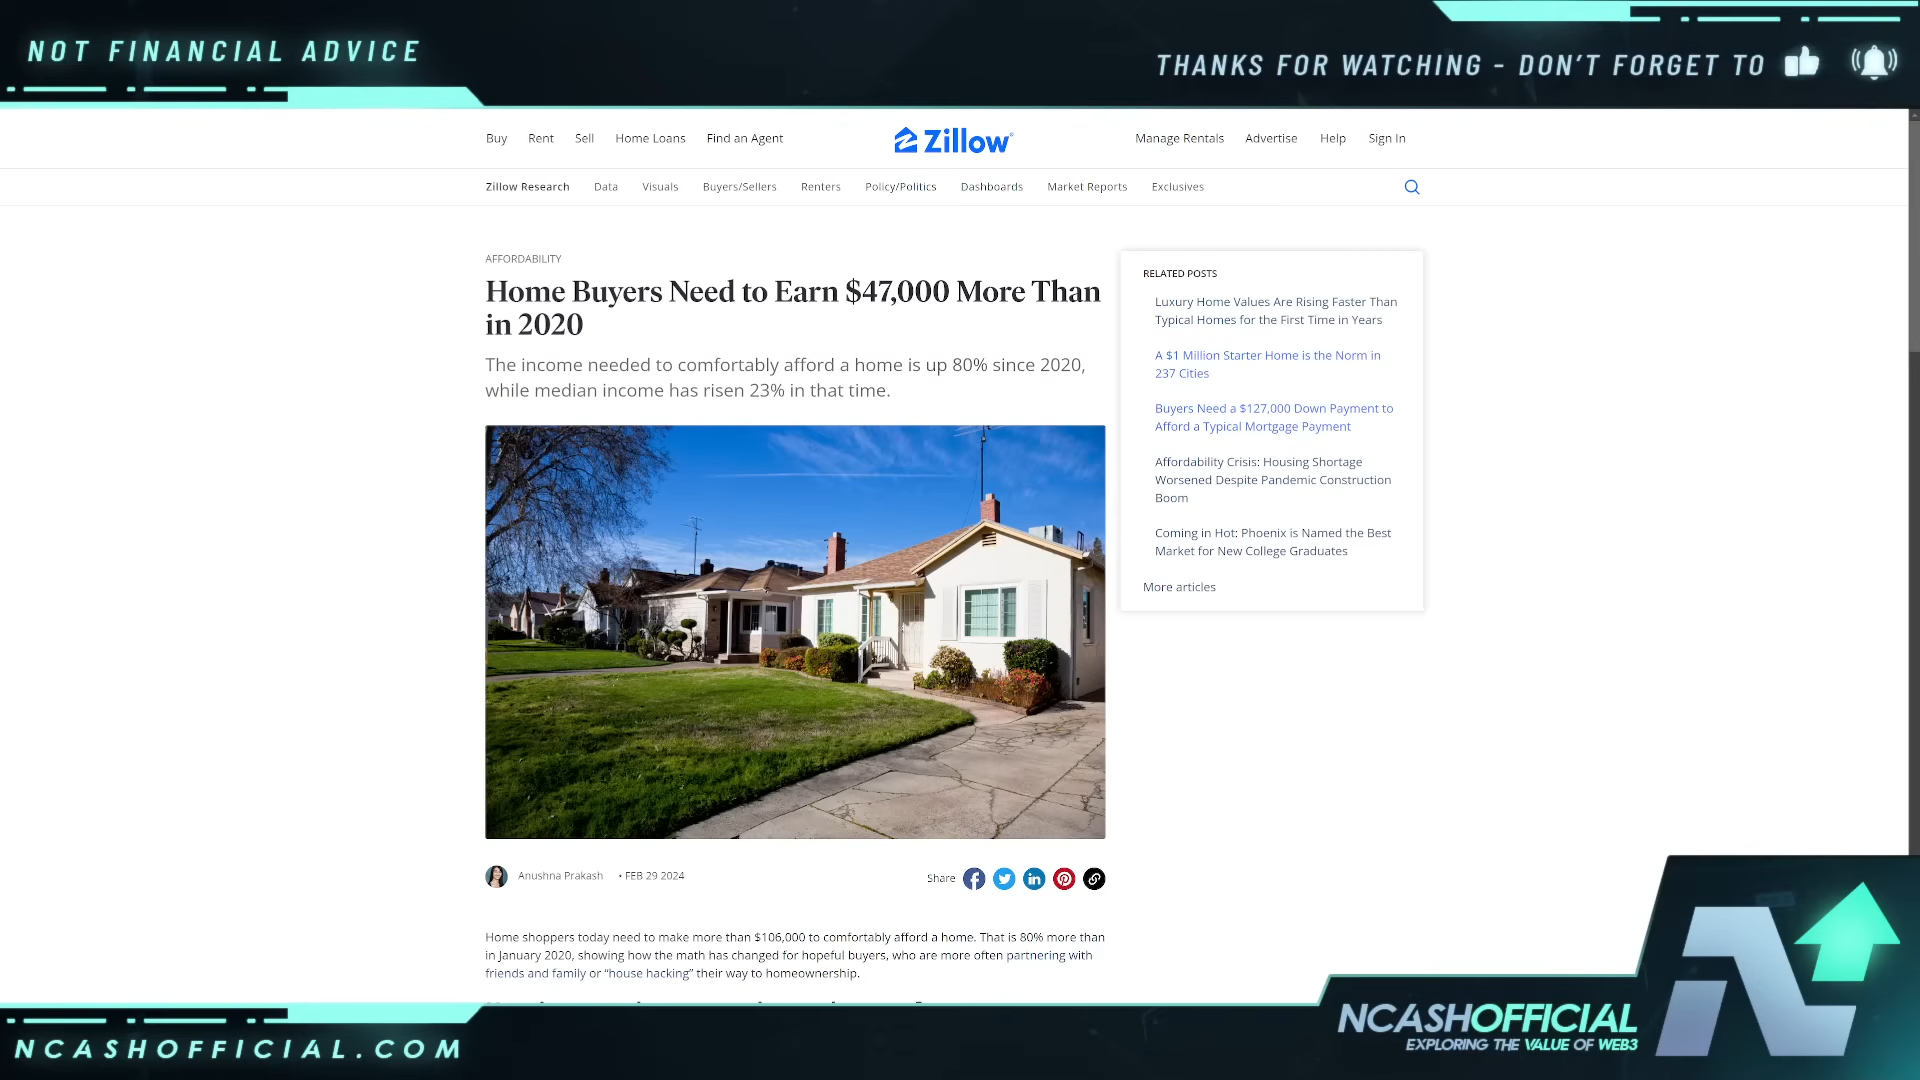 NOT FINANCIAL ADVICE
THANKS FOR WATCHING - DON'T FORGET TO
Buy Rent Sell Home Loans Find an Agent Zillow Manage Rentals Advertise Help Sign In
Zillow Research Data Visuals Buyers/Sellers Renters Policy/Politics Dashboards Market Reports Exclusives
AFFORDABILITY
Home Buyers Need to Earn $47,000 More Than
in 2020
The income needed to comfortably afford a home is up 80% since 2020,
while median income has risen 23% in that time.
RELATED POSTS
Luxury Home Values Are Rising Faster Than
Typical Homes for the First Time in Years
A $1 Million Starter Home is the Norm in
237 Cities
Buyers Need a $127,000 Down Payment to
Afford a Typical Mortgage Payment
Affordability Crisis: Housing Shortage
Worsened Despite Pandemic Construction
Boom
Coming in Hot: Phoenix is Named the Best
Market for New College Graduates
More articles
Anushna Prakash • FEB 29 2024
Share
Home shoppers today need to make more than $106,000 to comfortably afford a home. That is 80% more than
in January 2020, showing how the math has changed for hopeful buyers, who are more often partnering with
friends and family or “house hacking” their way to homeownership.
NCASHOFFICIAL.COM
NCASHOFFICIAL
EXPLORING THE VALUE OF WEB3